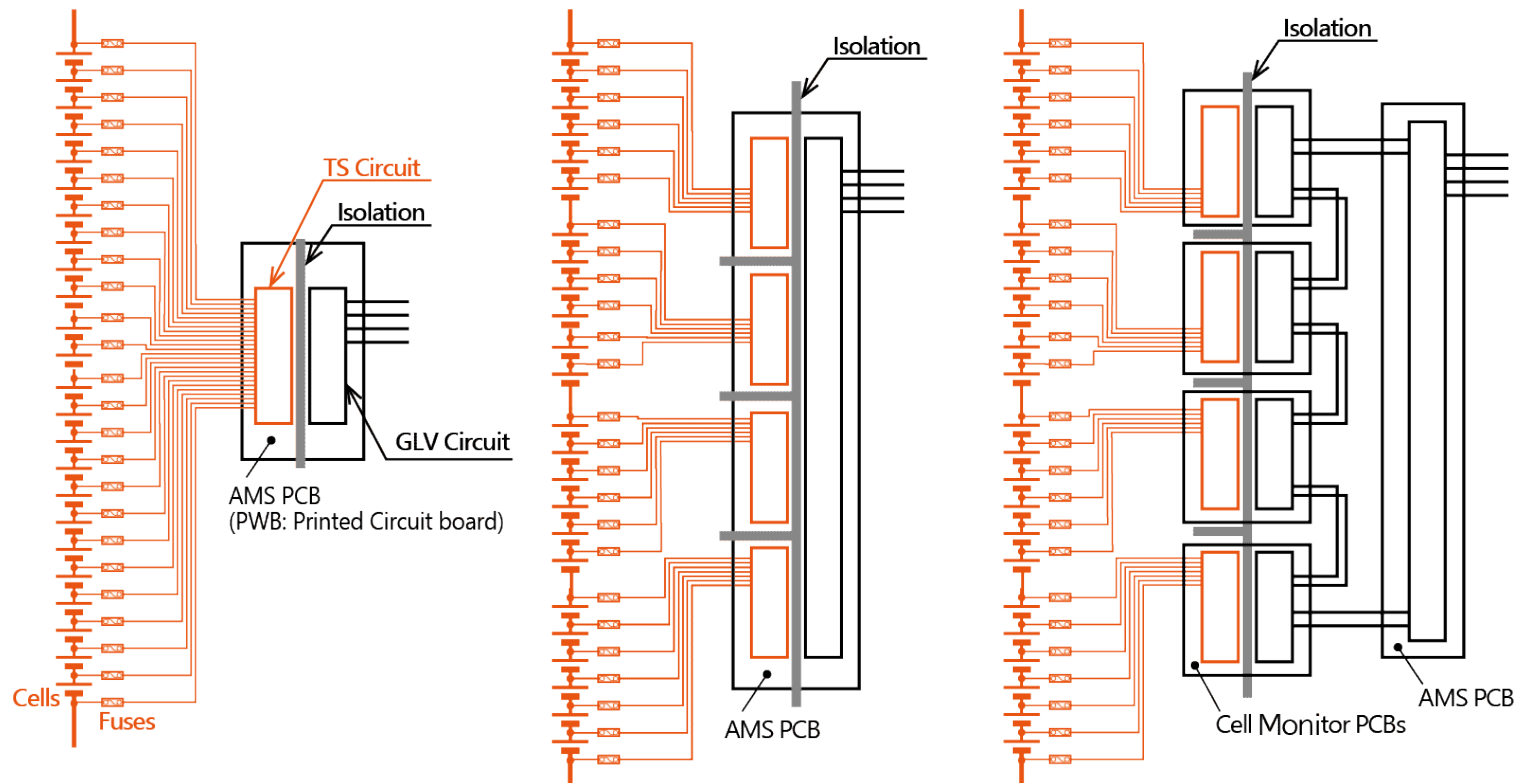 TS Circuit
Isolation
GLV Circuit
AMS PCB
(PWB: Printed Circuit board)
Cells
Fuses
Isolation
AMS PCB
Isolation
Cell Monitor PCBs
AMS PCB